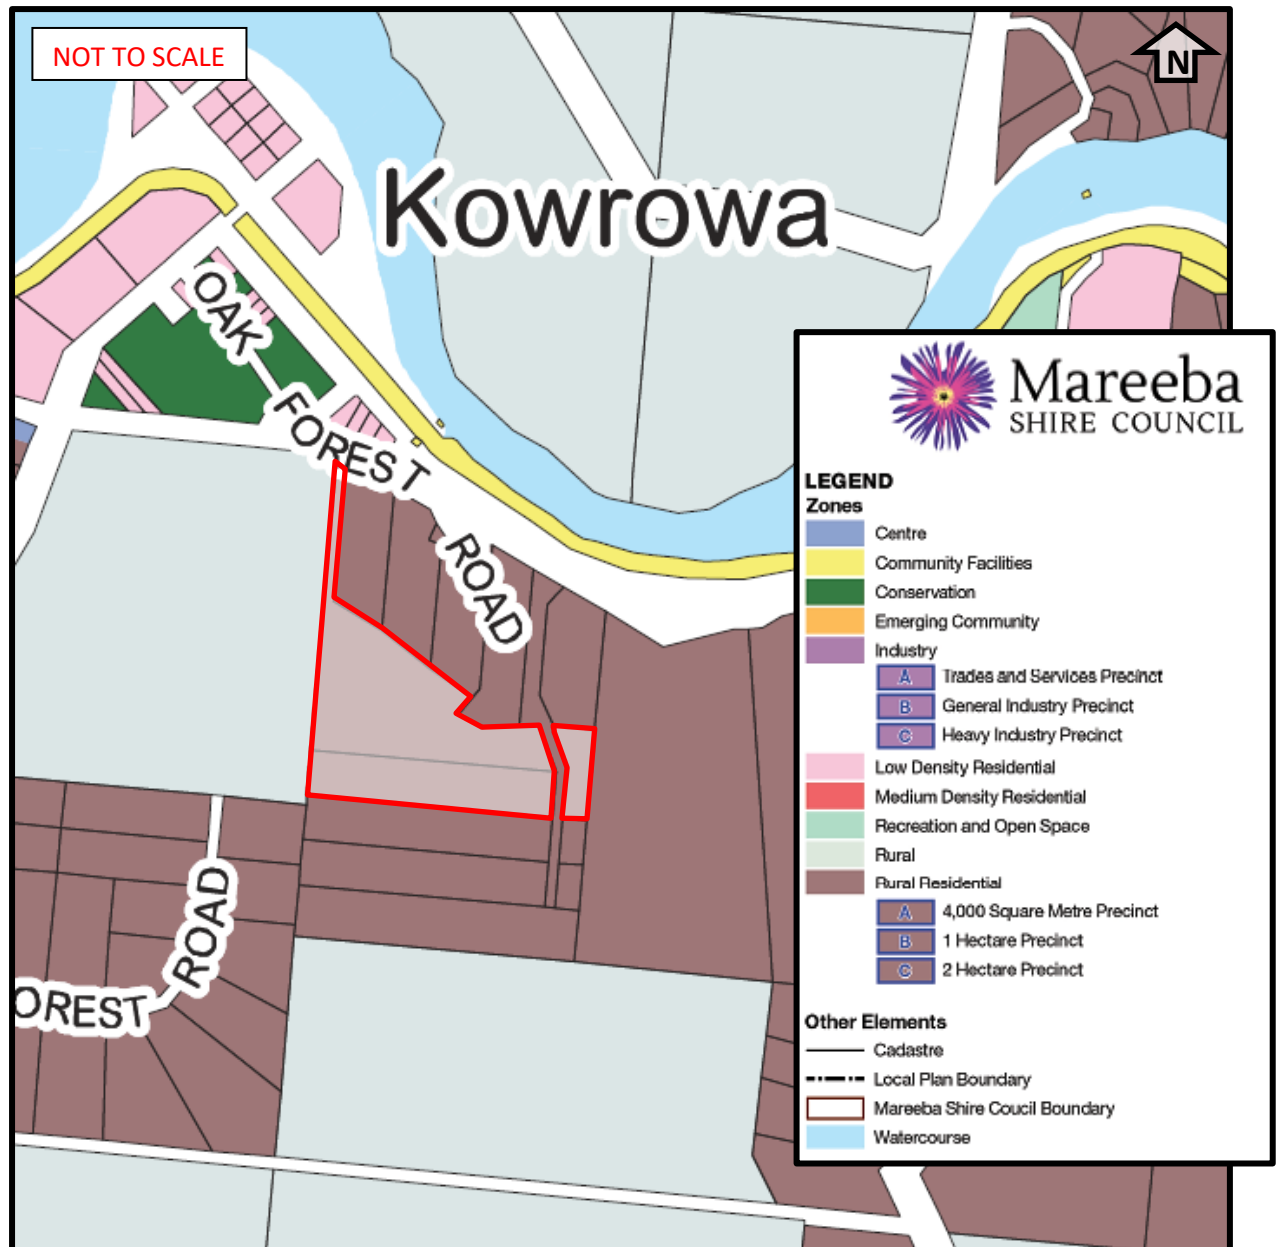 NOT TO SCALE
N
Kowrowa
OAK FOREST ROAD
Mareeba
SHIRE COUNCIL
LEGEND
Zones
Centre
Community Facilities
Conservation
Emerging Community
Industry
A Trades and Services Precinct
B General Industry Precinct
C Heavy Industry Precinct
Low Density Residential
Medium Density Residential
Recreation and Open Space
Rural
Rural Residential
A 4,000 Square Metre Precinct
B 1 Hectare Precinct
C 2 Hectare Precinct
Other Elements
Cadastre
Local Plan Boundary
Mareeba Shire Coucil Boundary
Watercourse
OREST ROAD